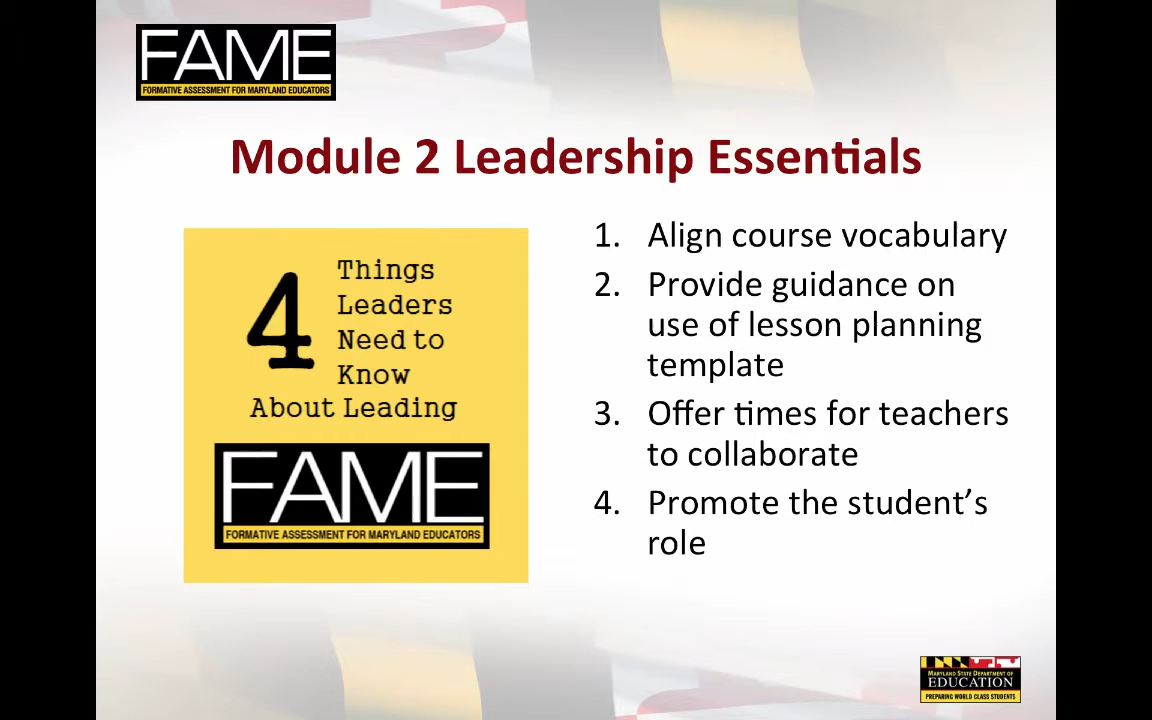 FAME
FORMATIVE ASSESSMENT FOR MARYLAND EDUCATORS
Module 2 Leadership Essentials
4 Things
Leaders
Need to
Know
About Leading
FAME
FORMATIVE ASSESSMENT FOR MARYLAND EDUCATORS
1. Align course vocabulary
2. Provide guidance on
use of lesson planning
template
3. Offer times for teachers
to collaborate
4. Promote the student’s
role
MARYLAND STATE DEPARTMENT OF
EDUCATION
PREPARING WORLD CLASS STUDENTS